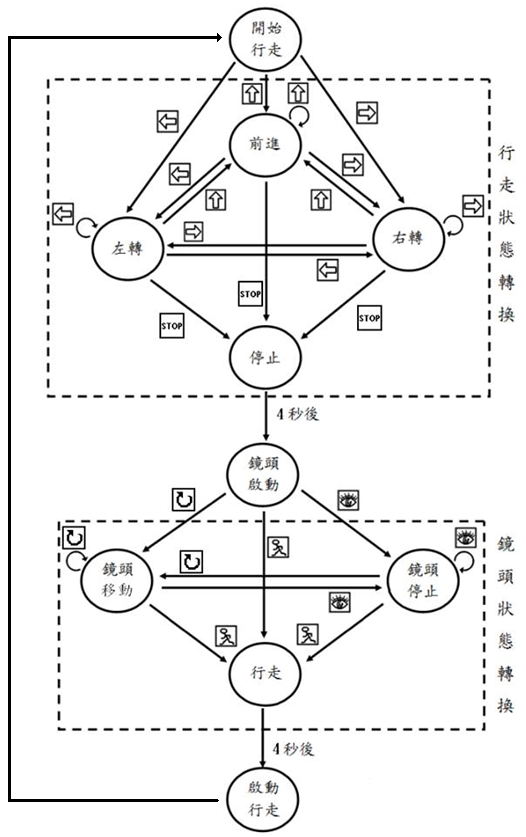 開始
行走
前進
行走狀態轉換
左轉
右轉
STOP
STOP
STOP
停止
4秒後
鏡頭
啟動
鏡頭
移動
鏡頭
停止
鏡頭狀態轉換
行走
4秒後
啟動
行走